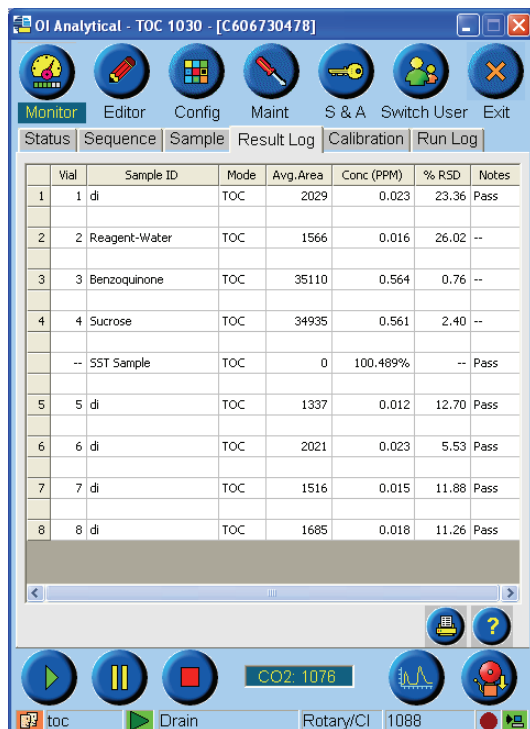 OI Analytical - TOC 1030 - [C606730478]
Monitor Editor Config Maint S & A Switch User Exit
Status Sequence Sample Result Log Calibration Run Log
Vial Sample ID Mode Avg.Area Conc (PPM) % RSD Notes
1 1 di TOC 2029 0.023 23.36 Pass
2 2 Reagent-Water TOC 1566 0.016 26.02 --
3 3 Benzoquinone TOC 35110 0.564 0.76 --
4 4 Sucrose TOC 34935 0.561 2.40 --
-- SST Sample TOC 0 100.489% -- Pass
5 5 di TOC 1337 0.012 12.70 Pass
6 6 di TOC 2021 0.023 5.53 Pass
7 7 di TOC 1516 0.015 11.88 Pass
8 8 di TOC 1685 0.018 11.26 Pass
?
CO2: 1076
toc Drain Rotary/Cl 1088